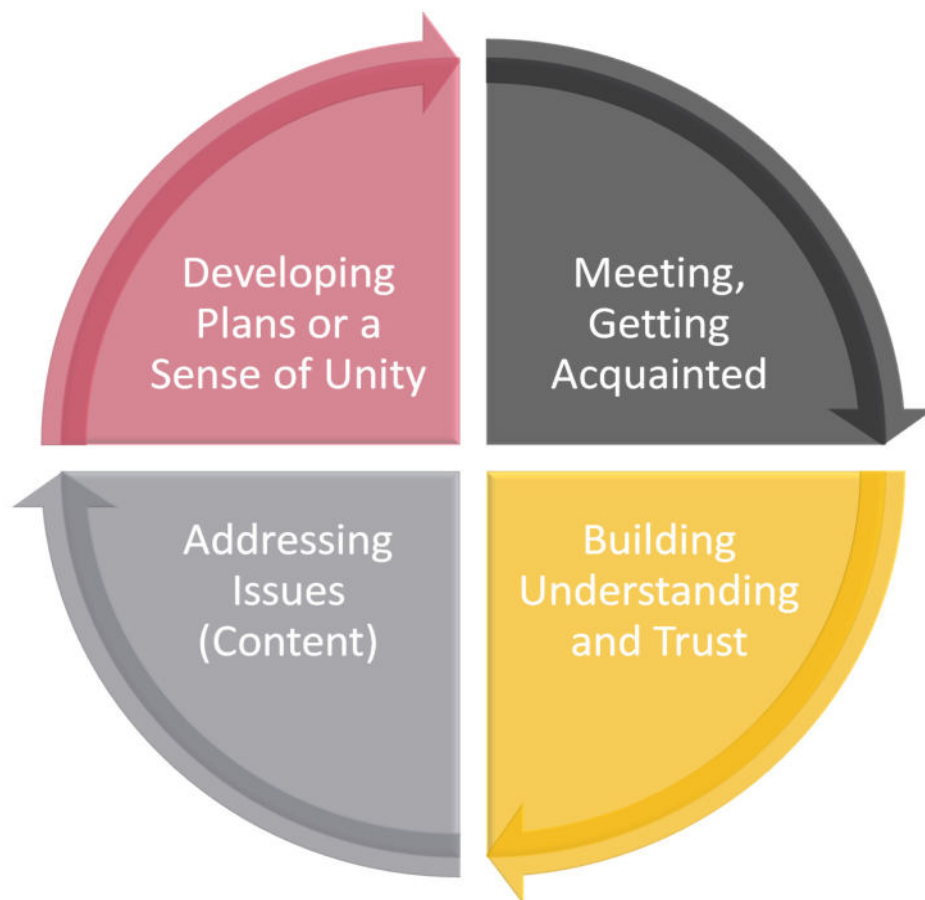 Developing
Plans or a
Sense of Unity
Meeting,
Getting
Acquainted
Addressing
Issues
(Content)
Building
Understanding
and Trust